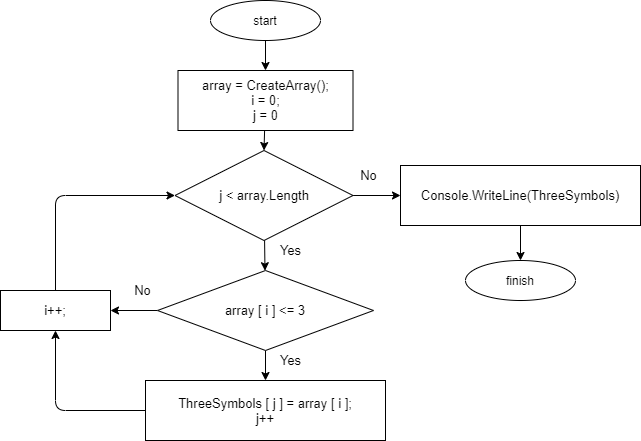 start
array = CreateArray();
i = 0;
j = 0
j < array.Length
No
Console.WriteLine(ThreeSymbols)
Yes
finish
No
array [ i ] <= 3
i++;
Yes
ThreeSymbols [ j ] = array [ i ];
j++